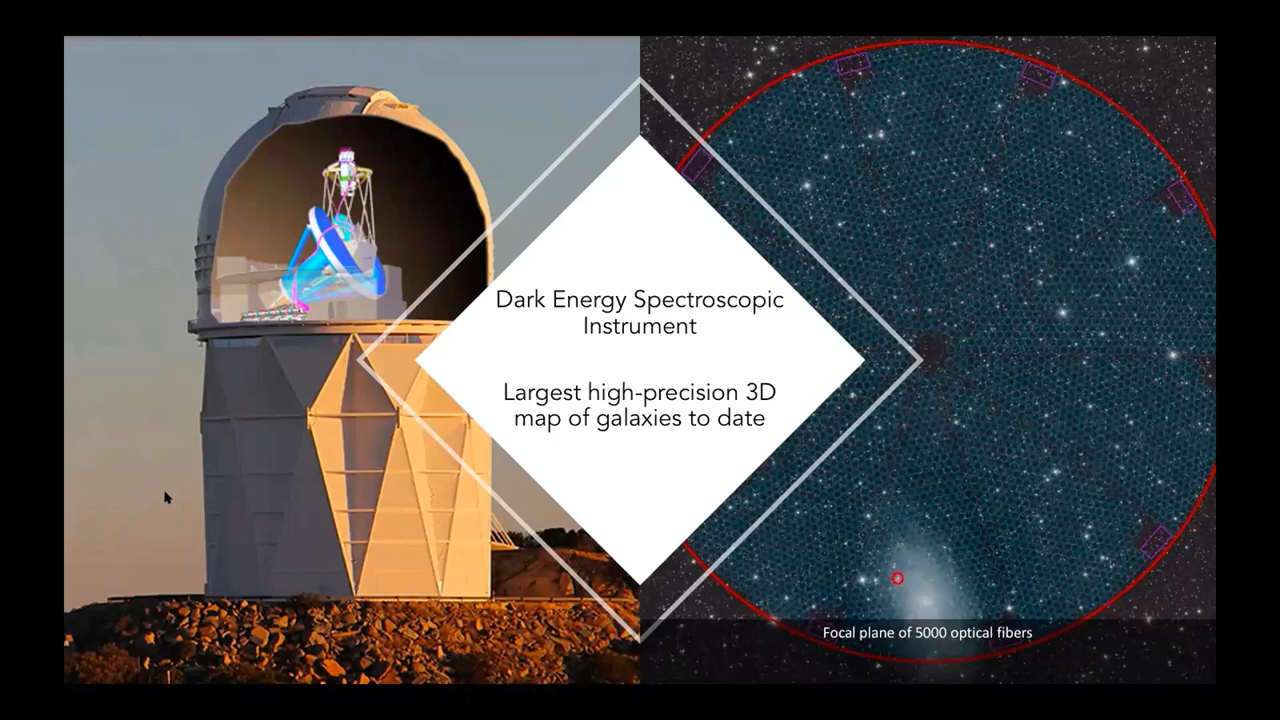 Dark Energy Spectroscopic
Instrument
Largest high-precision 3D
map of galaxies to date
Focal plane of 5000 optical fibers